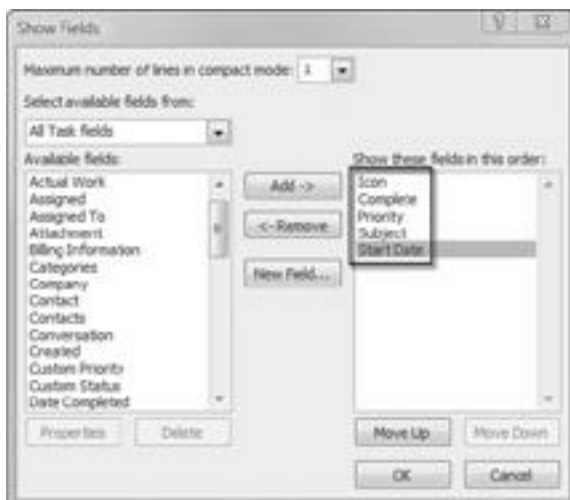 Show Fields
Maximum number of lines in compact mode: 1
Select available fields from:
All Task fields
Available fields:
Actual Work
Assigned
Assigned To
Attachment
Billing Information
Categories
Company
Contact
Contacts
Conversation
Created
Custom Priority
Custom Status
Date Completed
Add ->
<- Remove
New Field...
Show these fields in this order:
Icon
Complete
Priority
Subject
Start Date
Properties
Delete
Move Up
Move Down
OK
Cancel